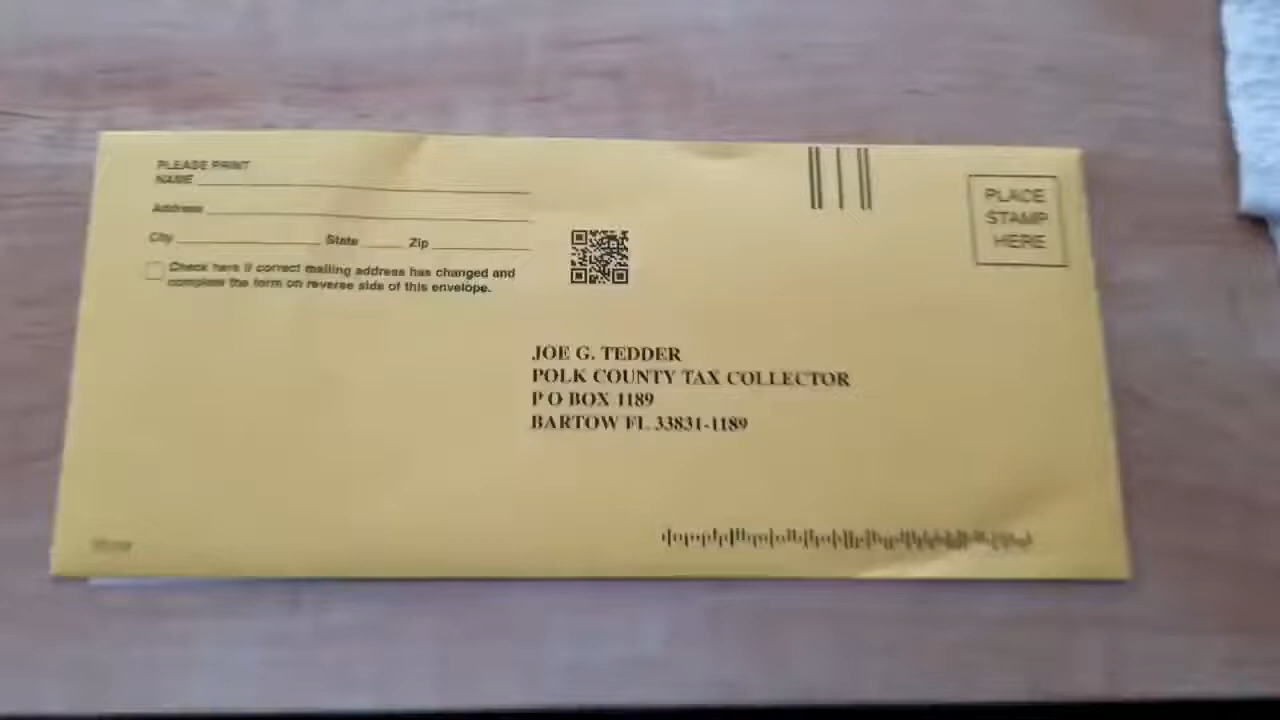 PLEASE PRINT
NAME
Address
City State Zip
Check here if correct mailing address has changed and
complete the form on reverse side of this envelope.
PLACE
STAMP
HERE
JOE G. TEDDER
POLK COUNTY TAX COLLECTOR
P O BOX 1189
BARTOW FL 33831-1189